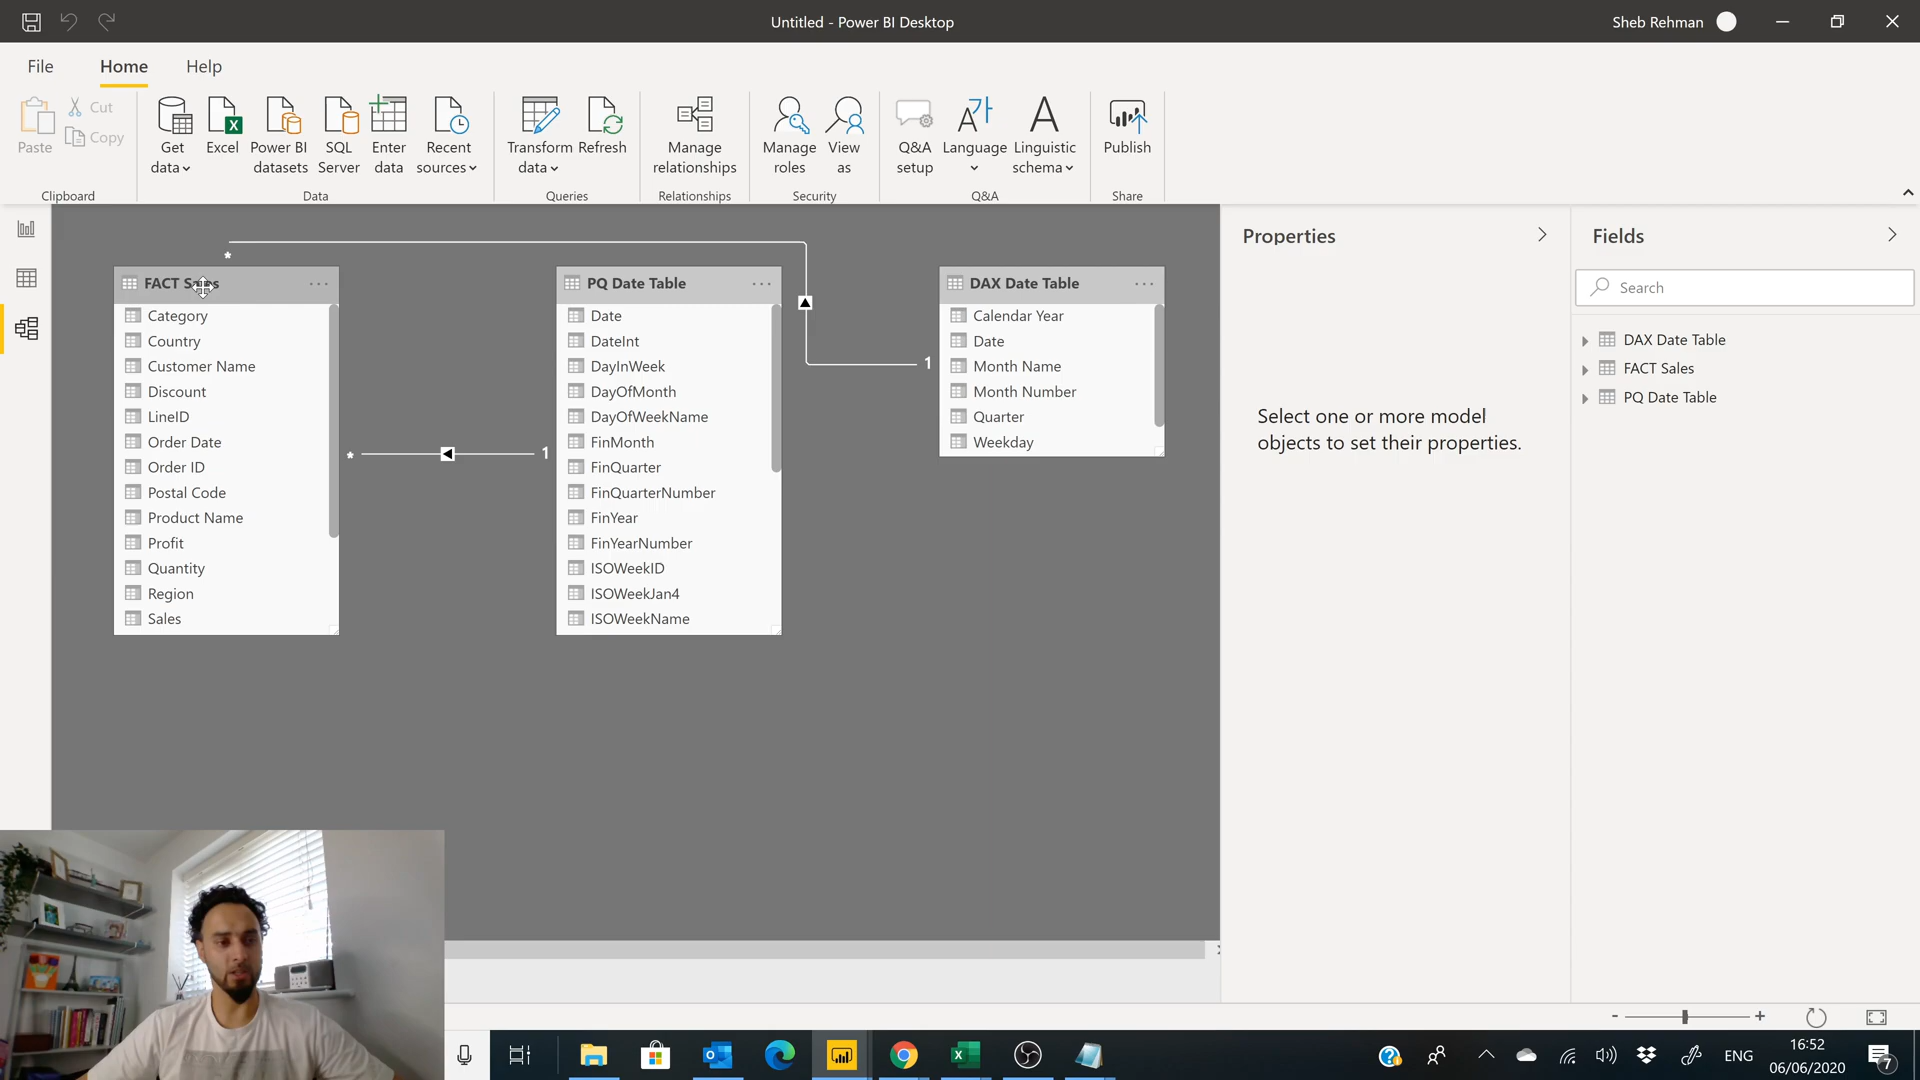 Untitled - Power BI Desktop
Sheb Rehman
File
Home
Help
Paste
Cut
Copy
Get data
Excel
Power BI datasets
SQL Server
Enter data
Recent sources
Transform data
Refresh
Manage relationships
Manage roles
View as
Q&A setup
Language
Linguistic schema
Publish
Clipboard
Data
Queries
Relationships
Security
Q&A
Share
*
FACT Sales
Category
Country
Customer Name
Discount
LineID
Order Date
Order ID
Postal Code
Product Name
Profit
Quantity
Region
Sales
*
1
PQ Date Table
Date
DateInt
DayInWeek
DayOfMonth
DayOfWeekName
FinMonth
FinQuarter
FinQuarterNumber
FinYear
FinYearNumber
ISOWeekID
ISOWeekJan4
ISOWeekName
1
DAX Date Table
Calendar Year
Date
Month Name
Month Number
Quarter
Weekday
Properties
Select one or more model
objects to set their properties.
Fields
Search
DAX Date Table
FACT Sales
PQ Date Table
- +
ENG
16:52
06/06/2020
7